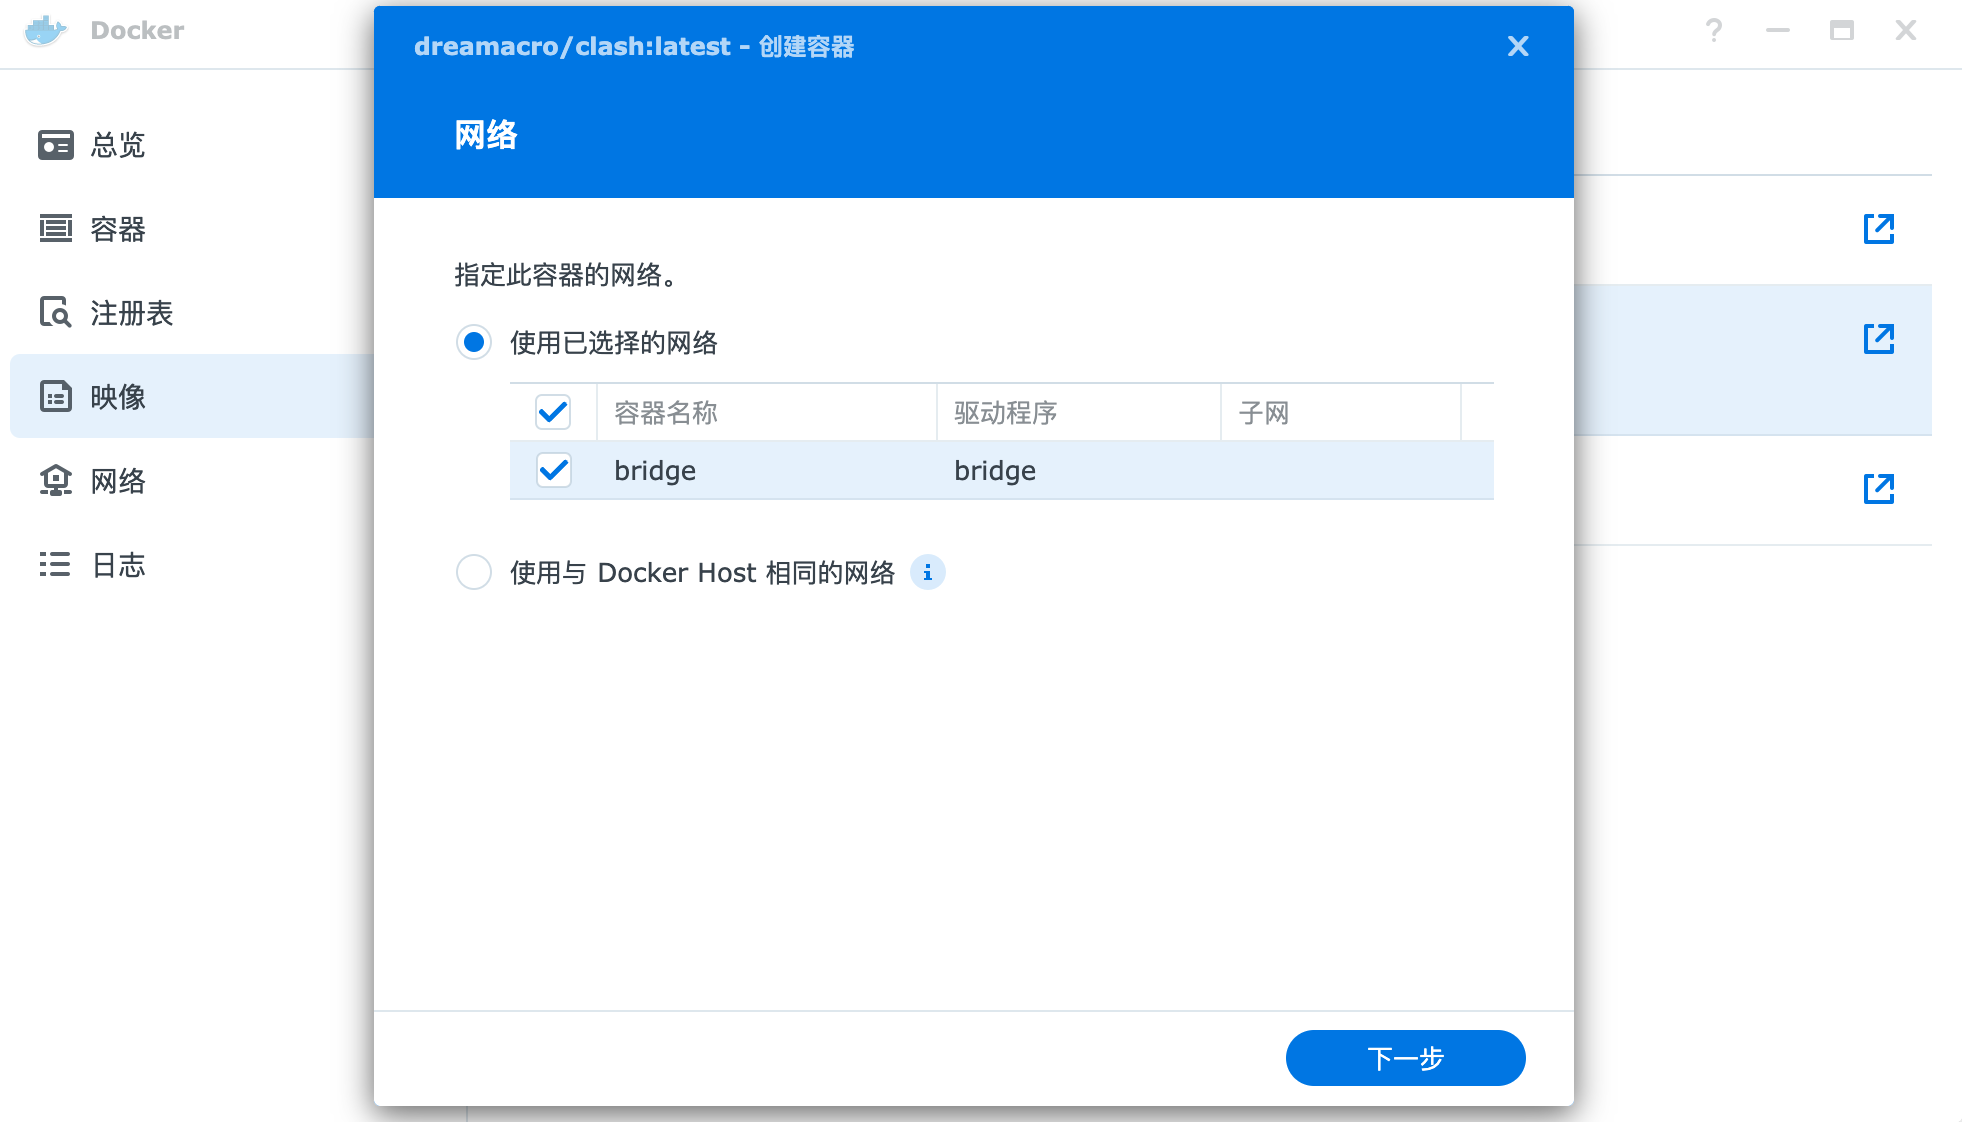 Docker
总览
容器
注册表
映像
网络
日志
dreamacro/clash:latest - 创建容器
网络
指定此容器的网络。
使用已选择的网络
容器名称 驱动程序 子网
bridge bridge
使用与 Docker Host 相同的网络
下一步